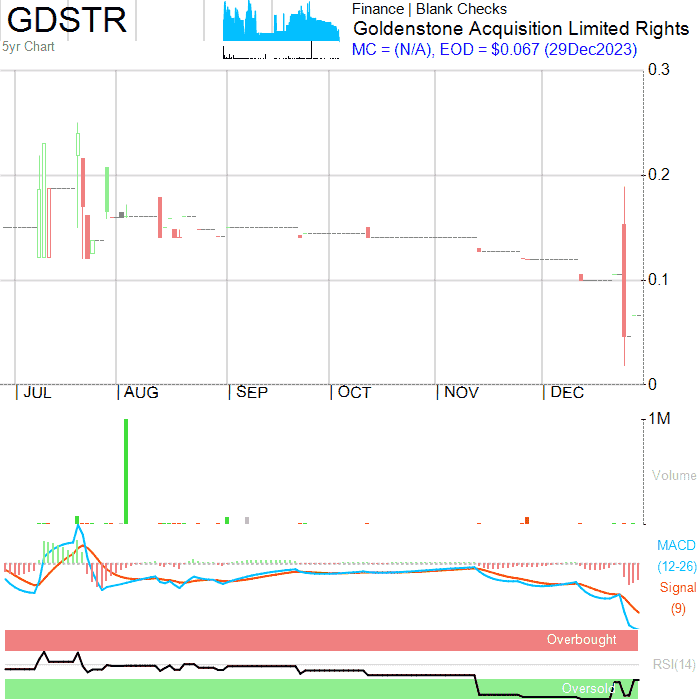 GDSTR
5yr Chart
Finance | Blank Checks
Goldenstone Acquisition Limited Rights
MC = (N/A), EOD = $0.067 (29Dec2023)
0.3
0.2
0.1
0
JUL AUG SEP OCT NOV DEC
1M
Volume
MACD
(12-26)
Signal
(9)
Overbought
RSI(14)
Oversold